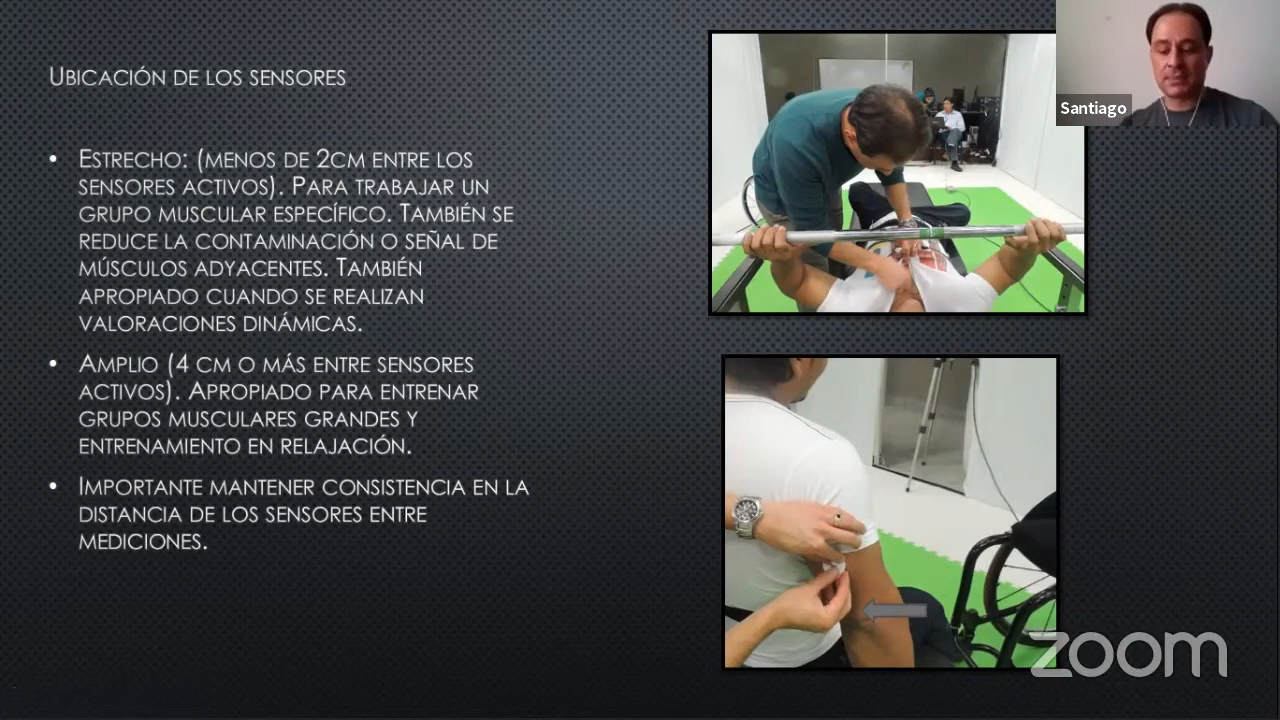 Ubicación de los sensores
• Estrecho: (menos de 2cm entre los
sensores activos). Para trabajar un
grupo muscular específico. También se
reduce la contaminación o señal de
músculos adyacentes. También
apropiado cuando se realizan
valoraciones dinámicas.
• Amplio (4 cm o más entre sensores
activos). Apropiado para entrenar
grupos musculares grandes y
entrenamiento en relajación.
• Importante mantener consistencia en la
distancia de los sensores entre
mediciones.
Santiago
zoom